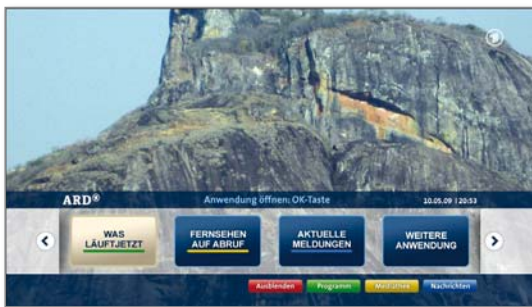 ARD
Anwendung öffnen: OK-Taste
10.05.09 | 20:53
WAS
LÄUFTJETZT
FERNSEHEN
AUF ABRUF
AKTUELLE
MELDUNGEN
WEITERE
ANWENDUNG
Ausblenden
Programm
Mediathek
Nachrichten